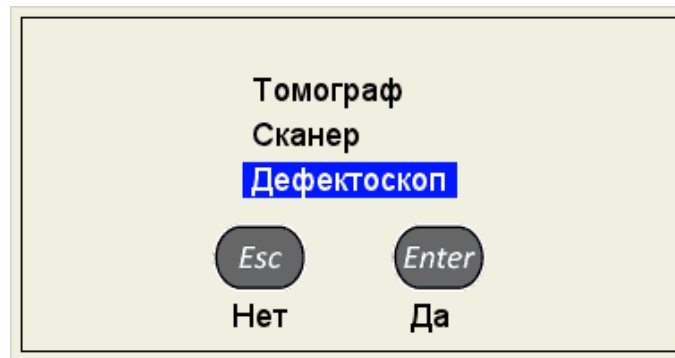 Томограф
Сканер
Дефектоскоп
Esc Enter
Нет Да